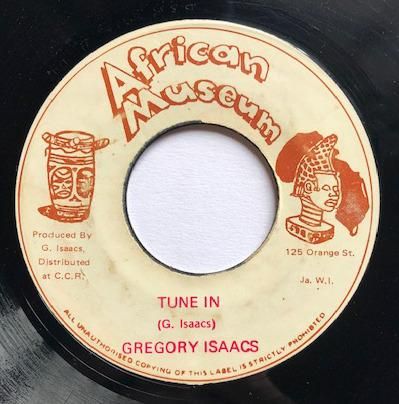 African
Museum
Produced By
G. Isaacs,
Distributed
at C.C.R.
125 Orange St.
Ja. W.I.
TUNE IN
(G. Isaacs)
GREGORY ISAACS
ALL UNAUTHORISED COPYING OF THIS LABEL IS STRICTLY PROHIBITED